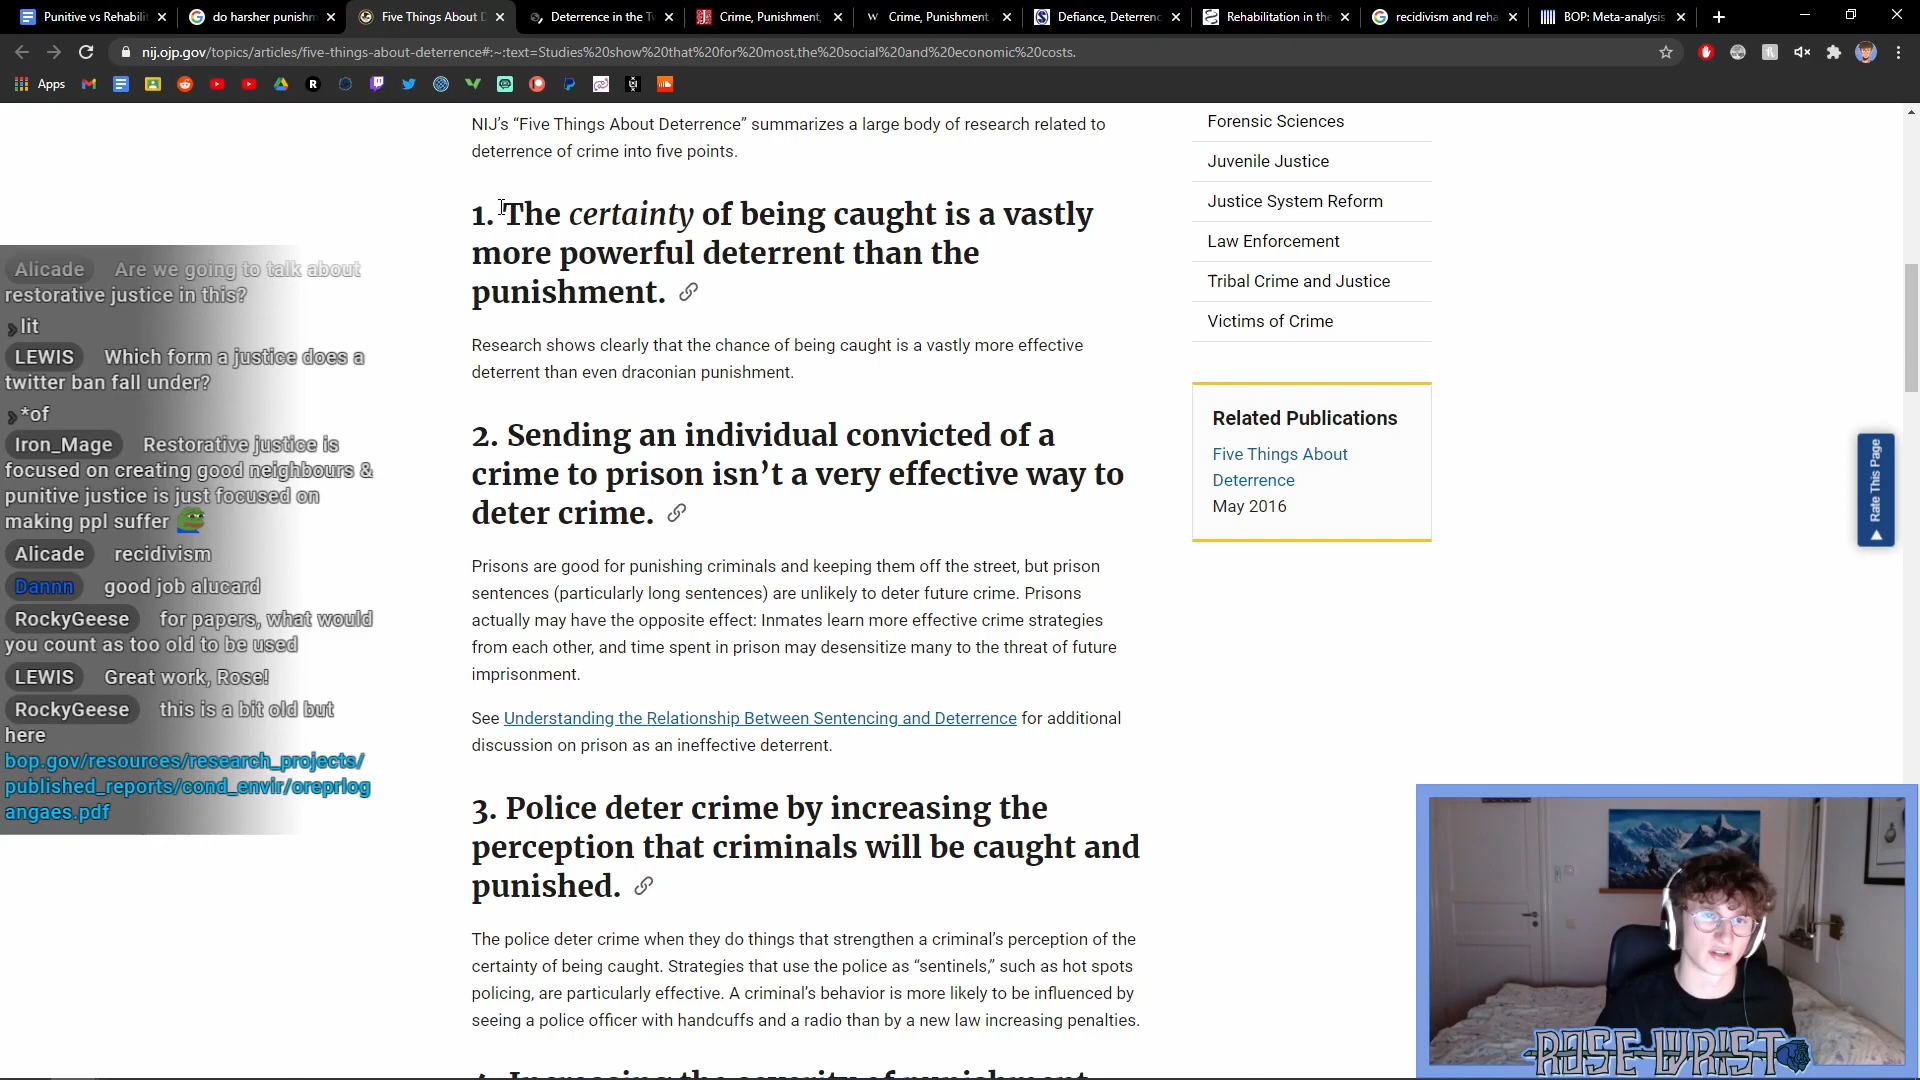 Punitive vs Rehabilit
do harsher punishm
Five Things About D
Deterrence in the Tw
Crime, Punishment,
Crime, Punishment
Defiance, Deterrenc
Rehabilitation in the
recidivism and reha
BOP: Meta-analysis
nij.ojp.gov/topics/articles/five-things-about-deterrence#:~:text=Studies%20show%20that%20for%20most,the%20social%20and%20economic%20costs.
Apps
NIJ's “Five Things About Deterrence” summarizes a large body of research related to
deterrence of crime into five points.
1. The certainty of being caught is a vastly
more powerful deterrent than the
punishment.
Research shows clearly that the chance of being caught is a vastly more effective
deterrent than even draconian punishment.
2. Sending an individual convicted of a
crime to prison isn’t a very effective way to
deter crime.
Prisons are good for punishing criminals and keeping them off the street, but prison
sentences (particularly long sentences) are unlikely to deter future crime. Prisons
actually may have the opposite effect: Inmates learn more effective crime strategies
from each other, and time spent in prison may desensitize many to the threat of future
imprisonment.
See Understanding the Relationship Between Sentencing and Deterrence for additional
discussion on prison as an ineffective deterrent.
3. Police deter crime by increasing the
perception that criminals will be caught and
punished.
The police deter crime when they do things that strengthen a criminal’s perception of the
certainty of being caught. Strategies that use the police as “sentinels,” such as hot spots
policing, are particularly effective. A criminal’s behavior is more likely to be influenced by
seeing a police officer with handcuffs and a radio than by a new law increasing penalties.
4. Increasing the severity of punishment
Forensic Sciences
Juvenile Justice
Justice System Reform
Law Enforcement
Tribal Crime and Justice
Victims of Crime
Related Publications
Five Things About
Deterrence
May 2016
Rate This Page
Alicade Are we going to talk about
restorative justice in this?
lit
LEWIS Which form a justice does a
twitter ban fall under?
*of
Iron_Mage Restorative justice is
focused on creating good neighbours &
punitive justice is just focused on
making ppl suffer
Alicade recidivism
Dannn good job alucard
RockyGeese for papers, what would
you count as too old to be used
LEWIS Great work, Rose!
RockyGeese this is a bit old but
here
bop.gov/resources/research_projects/
published_reports/cond_envir/oreprlog
angaes.pdf
ROSE WRIST